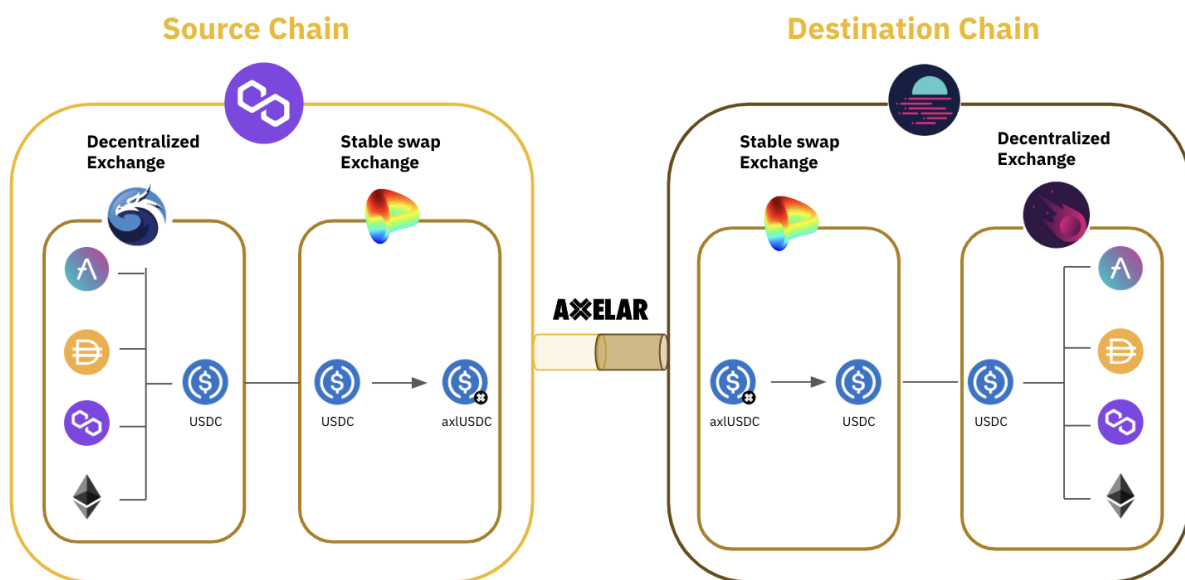 Source Chain
Destination Chain
Decentralized
Exchange
Stable swap
Exchange
Stable swap
Exchange
Decentralized
Exchange
AXELAR
USDC
USDC
axlUSDC
axlUSDC
USDC
USDC